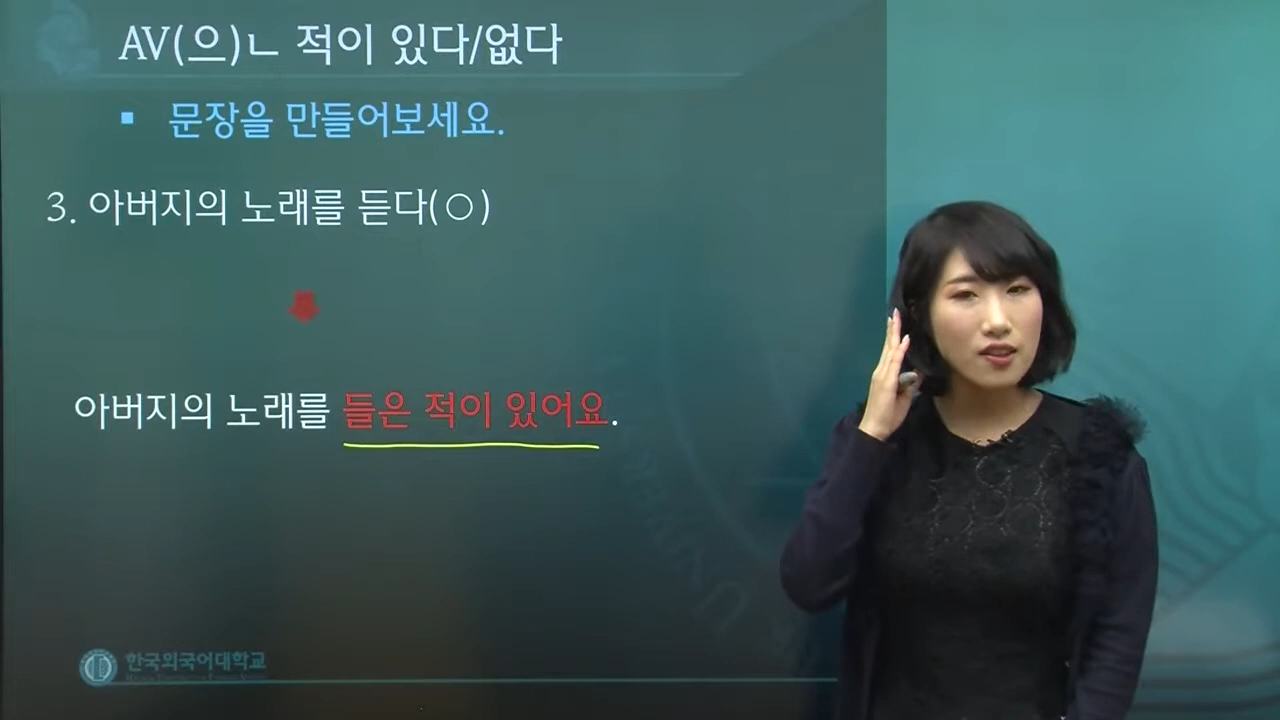 AV(으)ㄴ 적이 있다/없다
▪ 문장을 만들어보세요.
3. 아버지의 노래를 듣다(○)
아버지의 노래를 들은 적이 있어요.
한국외국어대학교